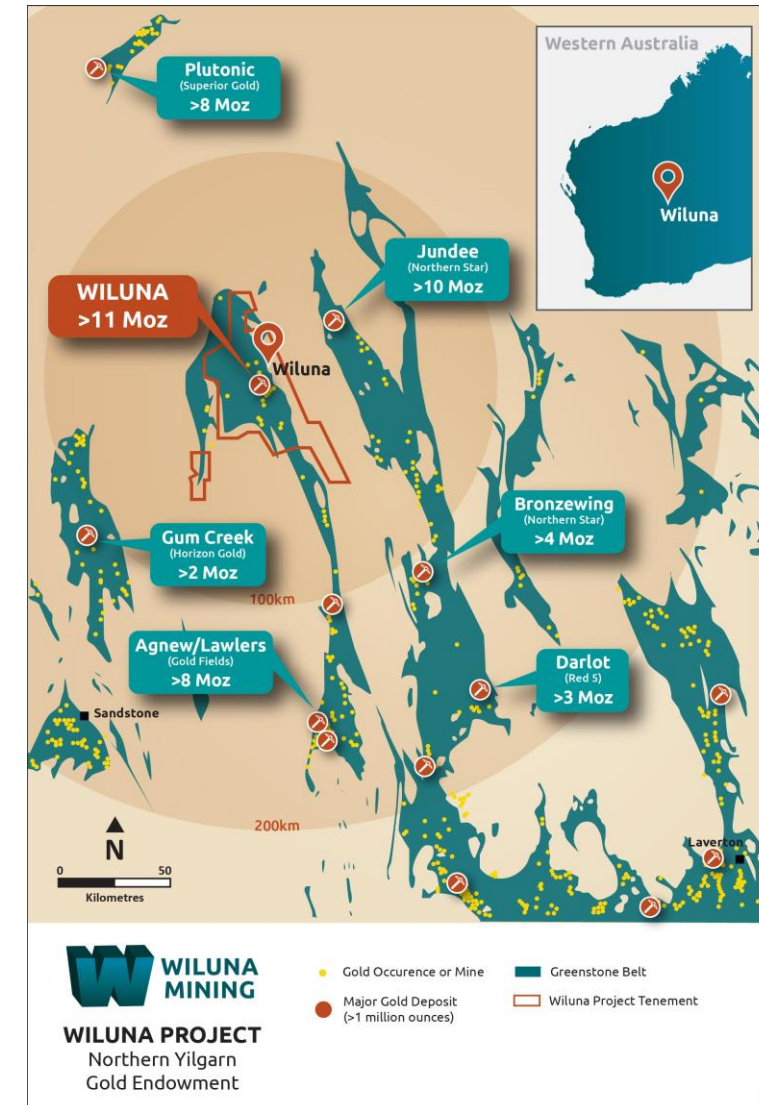 Western Australia
Wiluna
Plutonic
(Superior Gold)
>8 Moz
Jundee
(Northern Star)
>10 Moz
WILUNA
>11 Moz
Wiluna
Bronzewing
(Northern Star)
>4 Moz
Gum Creek
(Horizon Gold)
>2 Moz
100km
Agnew/Lawlers
(Gold Fields)
>8 Moz
Darlot
(Red 5)
>3 Moz
Sandstone
200km
N
0 50
Kilometres
Laverton
WILUNA
MINING
WILUNA PROJECT
Northern Yilgarn
Gold Endowment
Gold Occurence or Mine
Major Gold Deposit
(>1 million ounces)
Greenstone Belt
Wiluna Project Tenement